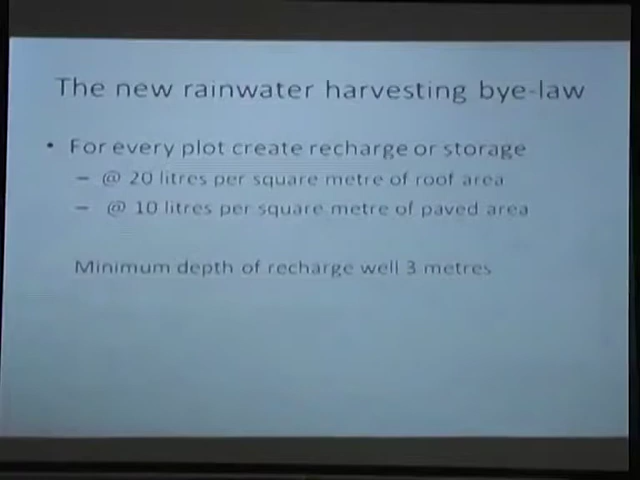 The new rainwater harvesting bye-law
• For every plot create recharge or storage
– @ 20 litres per square metre of roof area
– @ 10 litres per square metre of paved area
Minimum depth of recharge well 3 metres